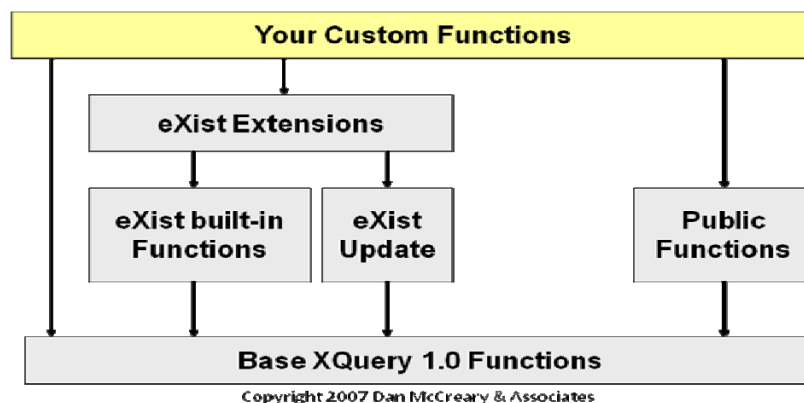 Your Custom Functions
eXist Extensions
eXist built-in
Functions
eXist
Update
Public
Functions
Base XQuery 1.0 Functions
Copyright 2007 Dan McCreary & Associates